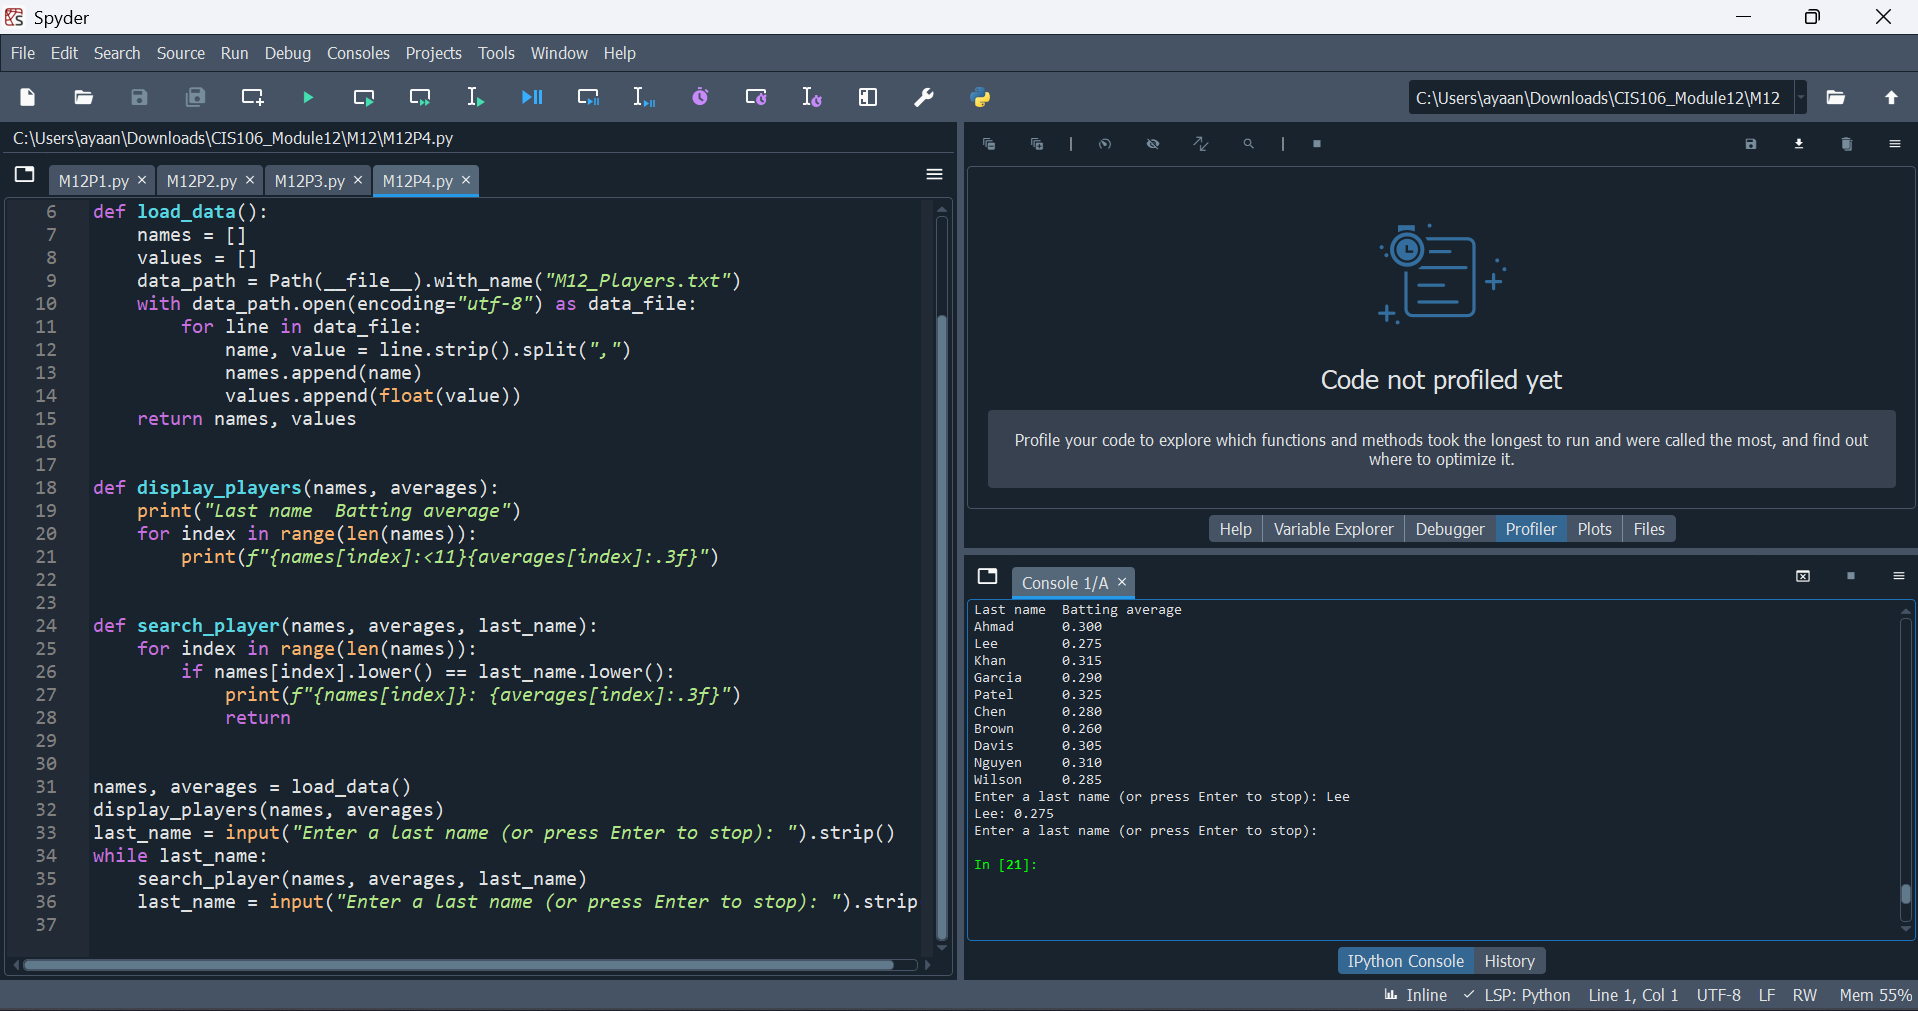 Spyder
File Edit Search Source Run Debug Consoles Projects Tools Window Help
C:\Users\ayaan\Downloads\CIS106_Module12\M12
C:\Users\ayaan\Downloads\CIS106_Module12\M12\M12P4.py
M12P1.py M12P2.py M12P3.py M12P4.py
6 def load_data():
7     names = []
8     values = []
9     data_path = Path(__file__).with_name("M12_Players.txt")
10     with data_path.open(encoding="utf-8") as data_file:
11         for line in data_file:
12             name, value = line.strip().split(",")
13             names.append(name)
14             values.append(float(value))
15     return names, values
16
17
18 def display_players(names, averages):
19     print("Last name  Batting average")
20     for index in range(len(names)):
21         print(f"{names[index]:<11}{averages[index]:.3f}")
22
23
24 def search_player(names, averages, last_name):
25     for index in range(len(names)):
26         if names[index].lower() == last_name.lower():
27             print(f"{names[index]}: {averages[index]:.3f}")
28             return
29
30
31 names, averages = load_data()
32 display_players(names, averages)
33 last_name = input("Enter a last name (or press Enter to stop): ").strip()
34 while last_name:
35     search_player(names, averages, last_name)
36     last_name = input("Enter a last name (or press Enter to stop): ").strip
37
Code not profiled yet
Profile your code to explore which functions and methods took the longest to run and were called the most, and find out
where to optimize it.
Help Variable Explorer Debugger Profiler Plots Files
Console 1/A
Last name  Batting average
Ahmad      0.300
Lee        0.275
Khan       0.315
Garcia     0.290
Patel      0.325
Chen       0.280
Brown      0.260
Davis      0.305
Nguyen     0.310
Wilson     0.285
Enter a last name (or press Enter to stop): Lee
Lee: 0.275
Enter a last name (or press Enter to stop):
In [21]:
IPython Console History
Inline LSP: Python Line 1, Col 1 UTF-8 LF RW Mem 55%